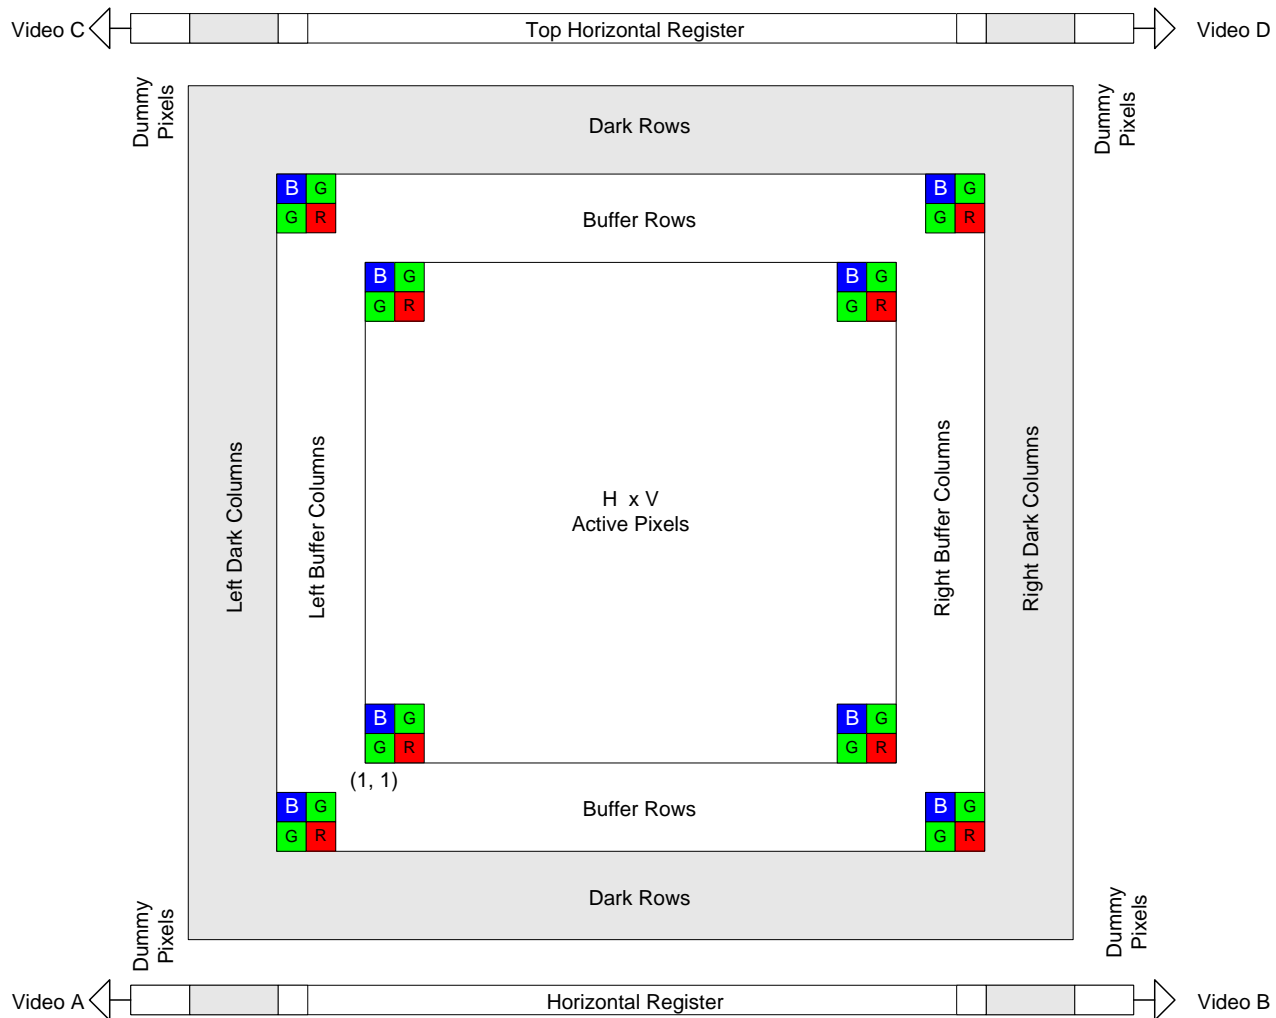 Video C
Top Horizontal Register
Video D
Dummy
Pixels
Dummy
Pixels
Dark Rows
B G
G R
B G
G R
Buffer Rows
B G
G R
B G
G R
Left Dark Columns
Left Buffer Columns
H x V
Active Pixels
Right Buffer Columns
Right Dark Columns
B G
G R
B G
G R
(1, 1)
B G
G R
Buffer Rows
B G
G R
Dark Rows
Dummy
Pixels
Dummy
Pixels
Video A
Horizontal Register
Video B